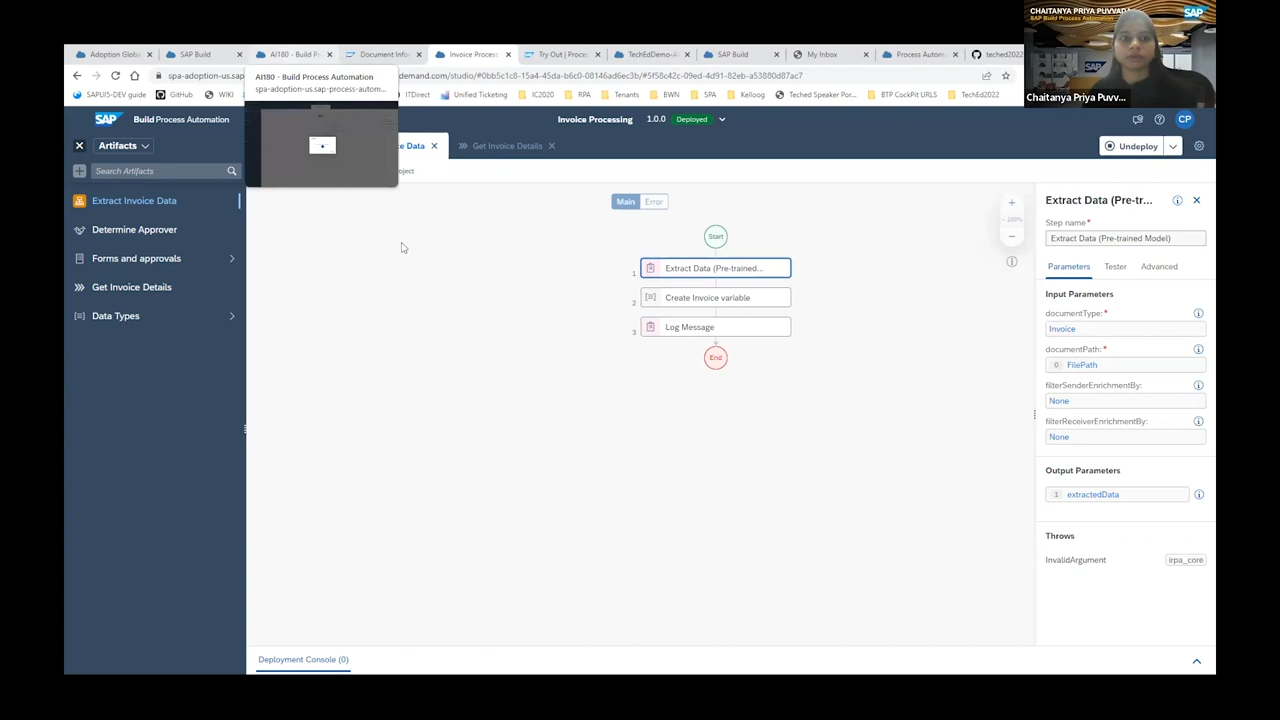 CHAITANYA PRIYA PUVVADA
SAP Build Process Automation
SAP
Chaitanya Priya Puvv...
Adoption Globa
SAP Build
AI180 - Build Pr
Document Info
Invoice Process
Try Out | Proce
TechEdDemo-A
SAP Build
My Inbox
Process Autom
teched2022
AI180 - Build Process Automation
spa-adoption-us.sap-process-autom...
spa-adoption-us.sap
demand.com/studio/#0bb5c1c8-15a4-45da-b6c0-08146ad6ec3b/#5f58c42c-09ed-4d91-82eb-a53880d87ac7
SAPUI5-DEV guide
GitHub
WIKI
ITDirect
Unified Ticketing
IC2020
RPA
Tenants
BWN
SPA
Kelloog
Teched Speaker Por...
BTP CockPit URLS
TechEd2022
SAP
Build Process Automation
Invoice Processing
1.0.0
Deployed
CP
Artifacts
ce Data
Get Invoice Details
Undeploy
Search Artifacts
oject
Extract Invoice Data
Determine Approver
Forms and approvals
Get Invoice Details
Data Types
Main
Error
Start
1
Extract Data (Pre-trained...
2
Create Invoice variable
3
Log Message
End
100%
Extract Data (Pre-tr...
Step name*
Extract Data (Pre-trained Model)
Parameters
Tester
Advanced
Input Parameters
documentType:*
Invoice
documentPath:*
0 FilePath
filterSenderEnrichmentBy:
None
filterReceiverEnrichmentBy:
None
Output Parameters
1 extractedData
Throws
InvalidArgument
irpa_core
Deployment Console (0)